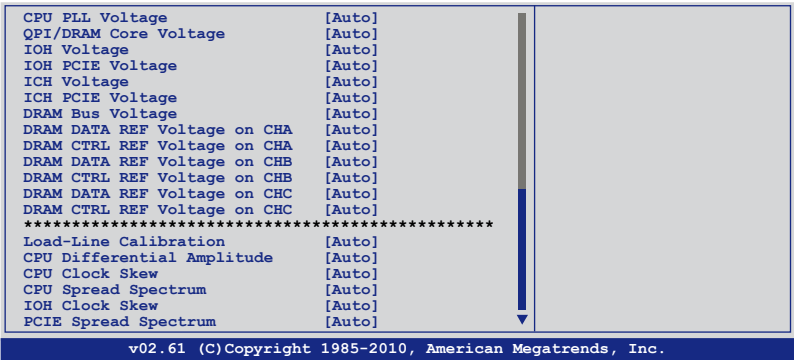 CPU PLL Voltage [Auto]
QPI/DRAM Core Voltage [Auto]
IOH Voltage [Auto]
IOH PCIE Voltage [Auto]
ICH Voltage [Auto]
ICH PCIE Voltage [Auto]
DRAM Bus Voltage [Auto]
DRAM DATA REF Voltage on CHA [Auto]
DRAM CTRL REF Voltage on CHA [Auto]
DRAM DATA REF Voltage on CHB [Auto]
DRAM CTRL REF Voltage on CHB [Auto]
DRAM DATA REF Voltage on CHC [Auto]
DRAM CTRL REF Voltage on CHC [Auto]
*************************************************
Load-Line Calibration [Auto]
CPU Differential Amplitude [Auto]
CPU Clock Skew [Auto]
CPU Spread Spectrum [Auto]
IOH Clock Skew [Auto]
PCIE Spread Spectrum [Auto]
v02.61 (C)Copyright 1985-2010, American Megatrends, Inc.